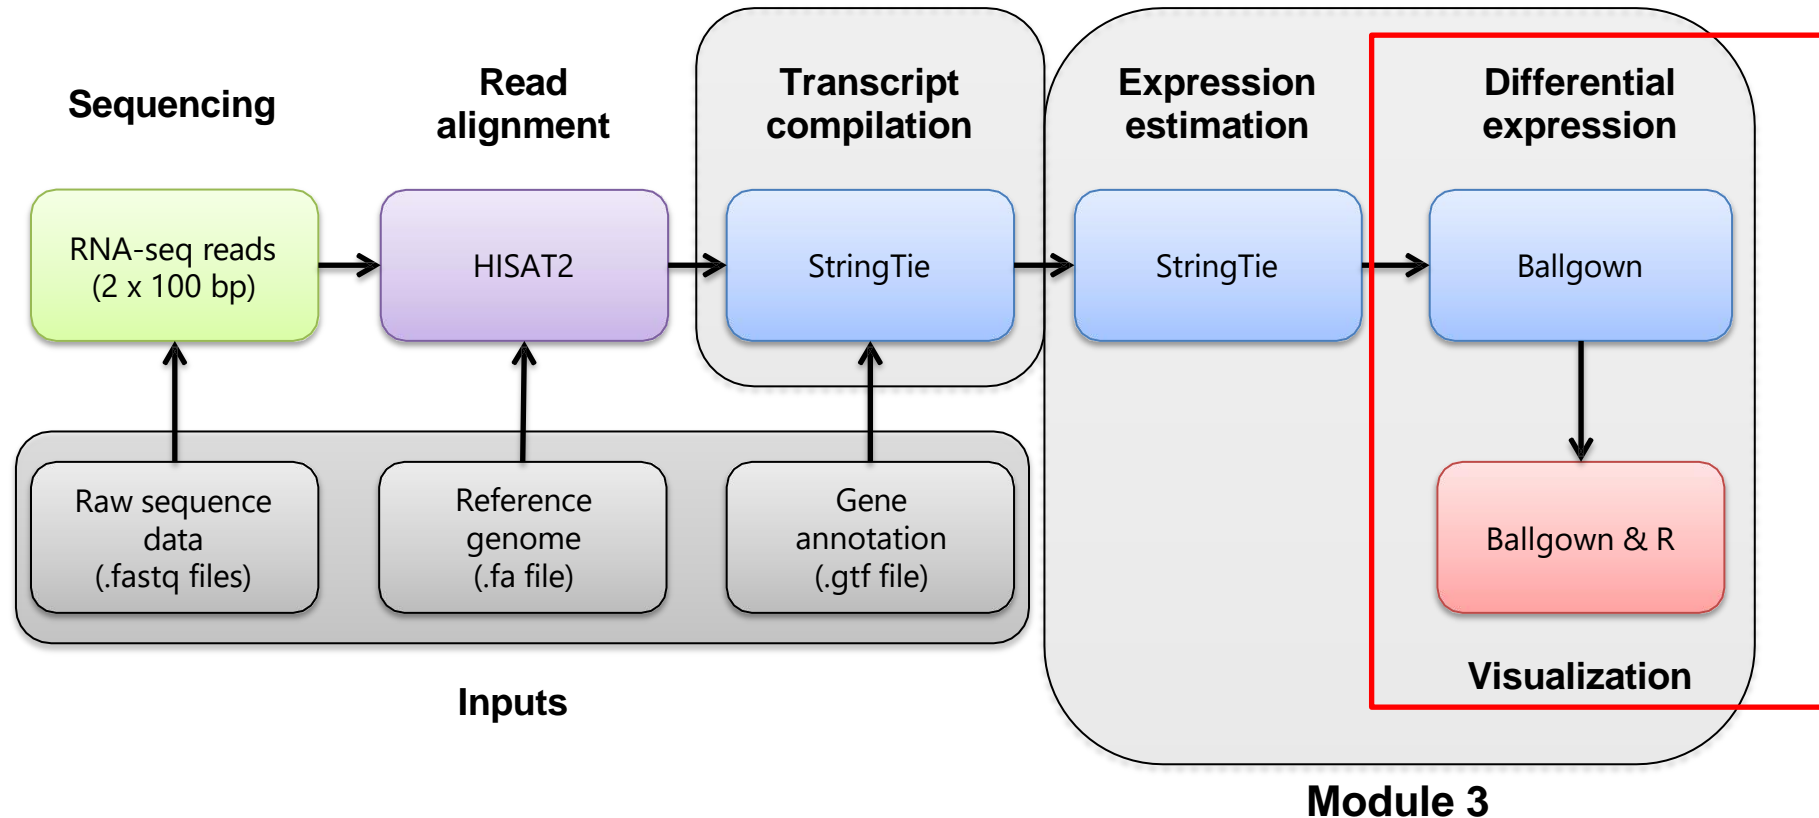 Sequencing
Read
alignment
Transcript
compilation
Expression
estimation
Differential
expression
RNA-seq reads
(2 x 100 bp)
HISAT2
StringTie
StringTie
Ballgown
Raw sequence
data
(.fastq files)
Reference
genome
(.fa file)
Gene
annotation
(.gtf file)
Ballgown & R
Inputs
Visualization
Module 3